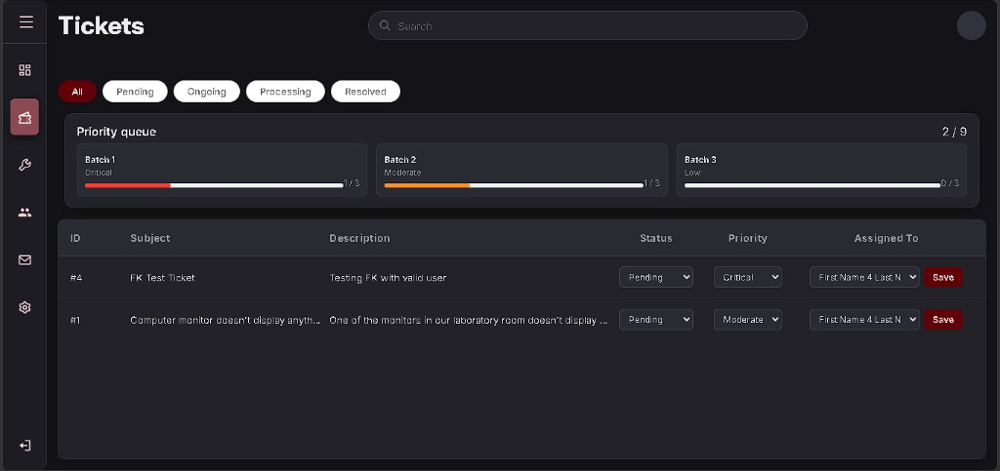 Tickets
Search
All
Pending
Ongoing
Processing
Resolved
Priority queue
2 / 9
Batch 1
Critical
1 / 3
Batch 2
Moderate
1 / 3
Batch 3
Low
0 / 3
ID Subject Description Status Priority Assigned To
#4 FK Test Ticket Testing FK with valid user Pending Critical First Name 4 Last N Save
#1 Computer monitor doesn't display anyth... One of the monitors in our laboratory room doesn't display ... Pending Moderate First Name 4 Last N Save